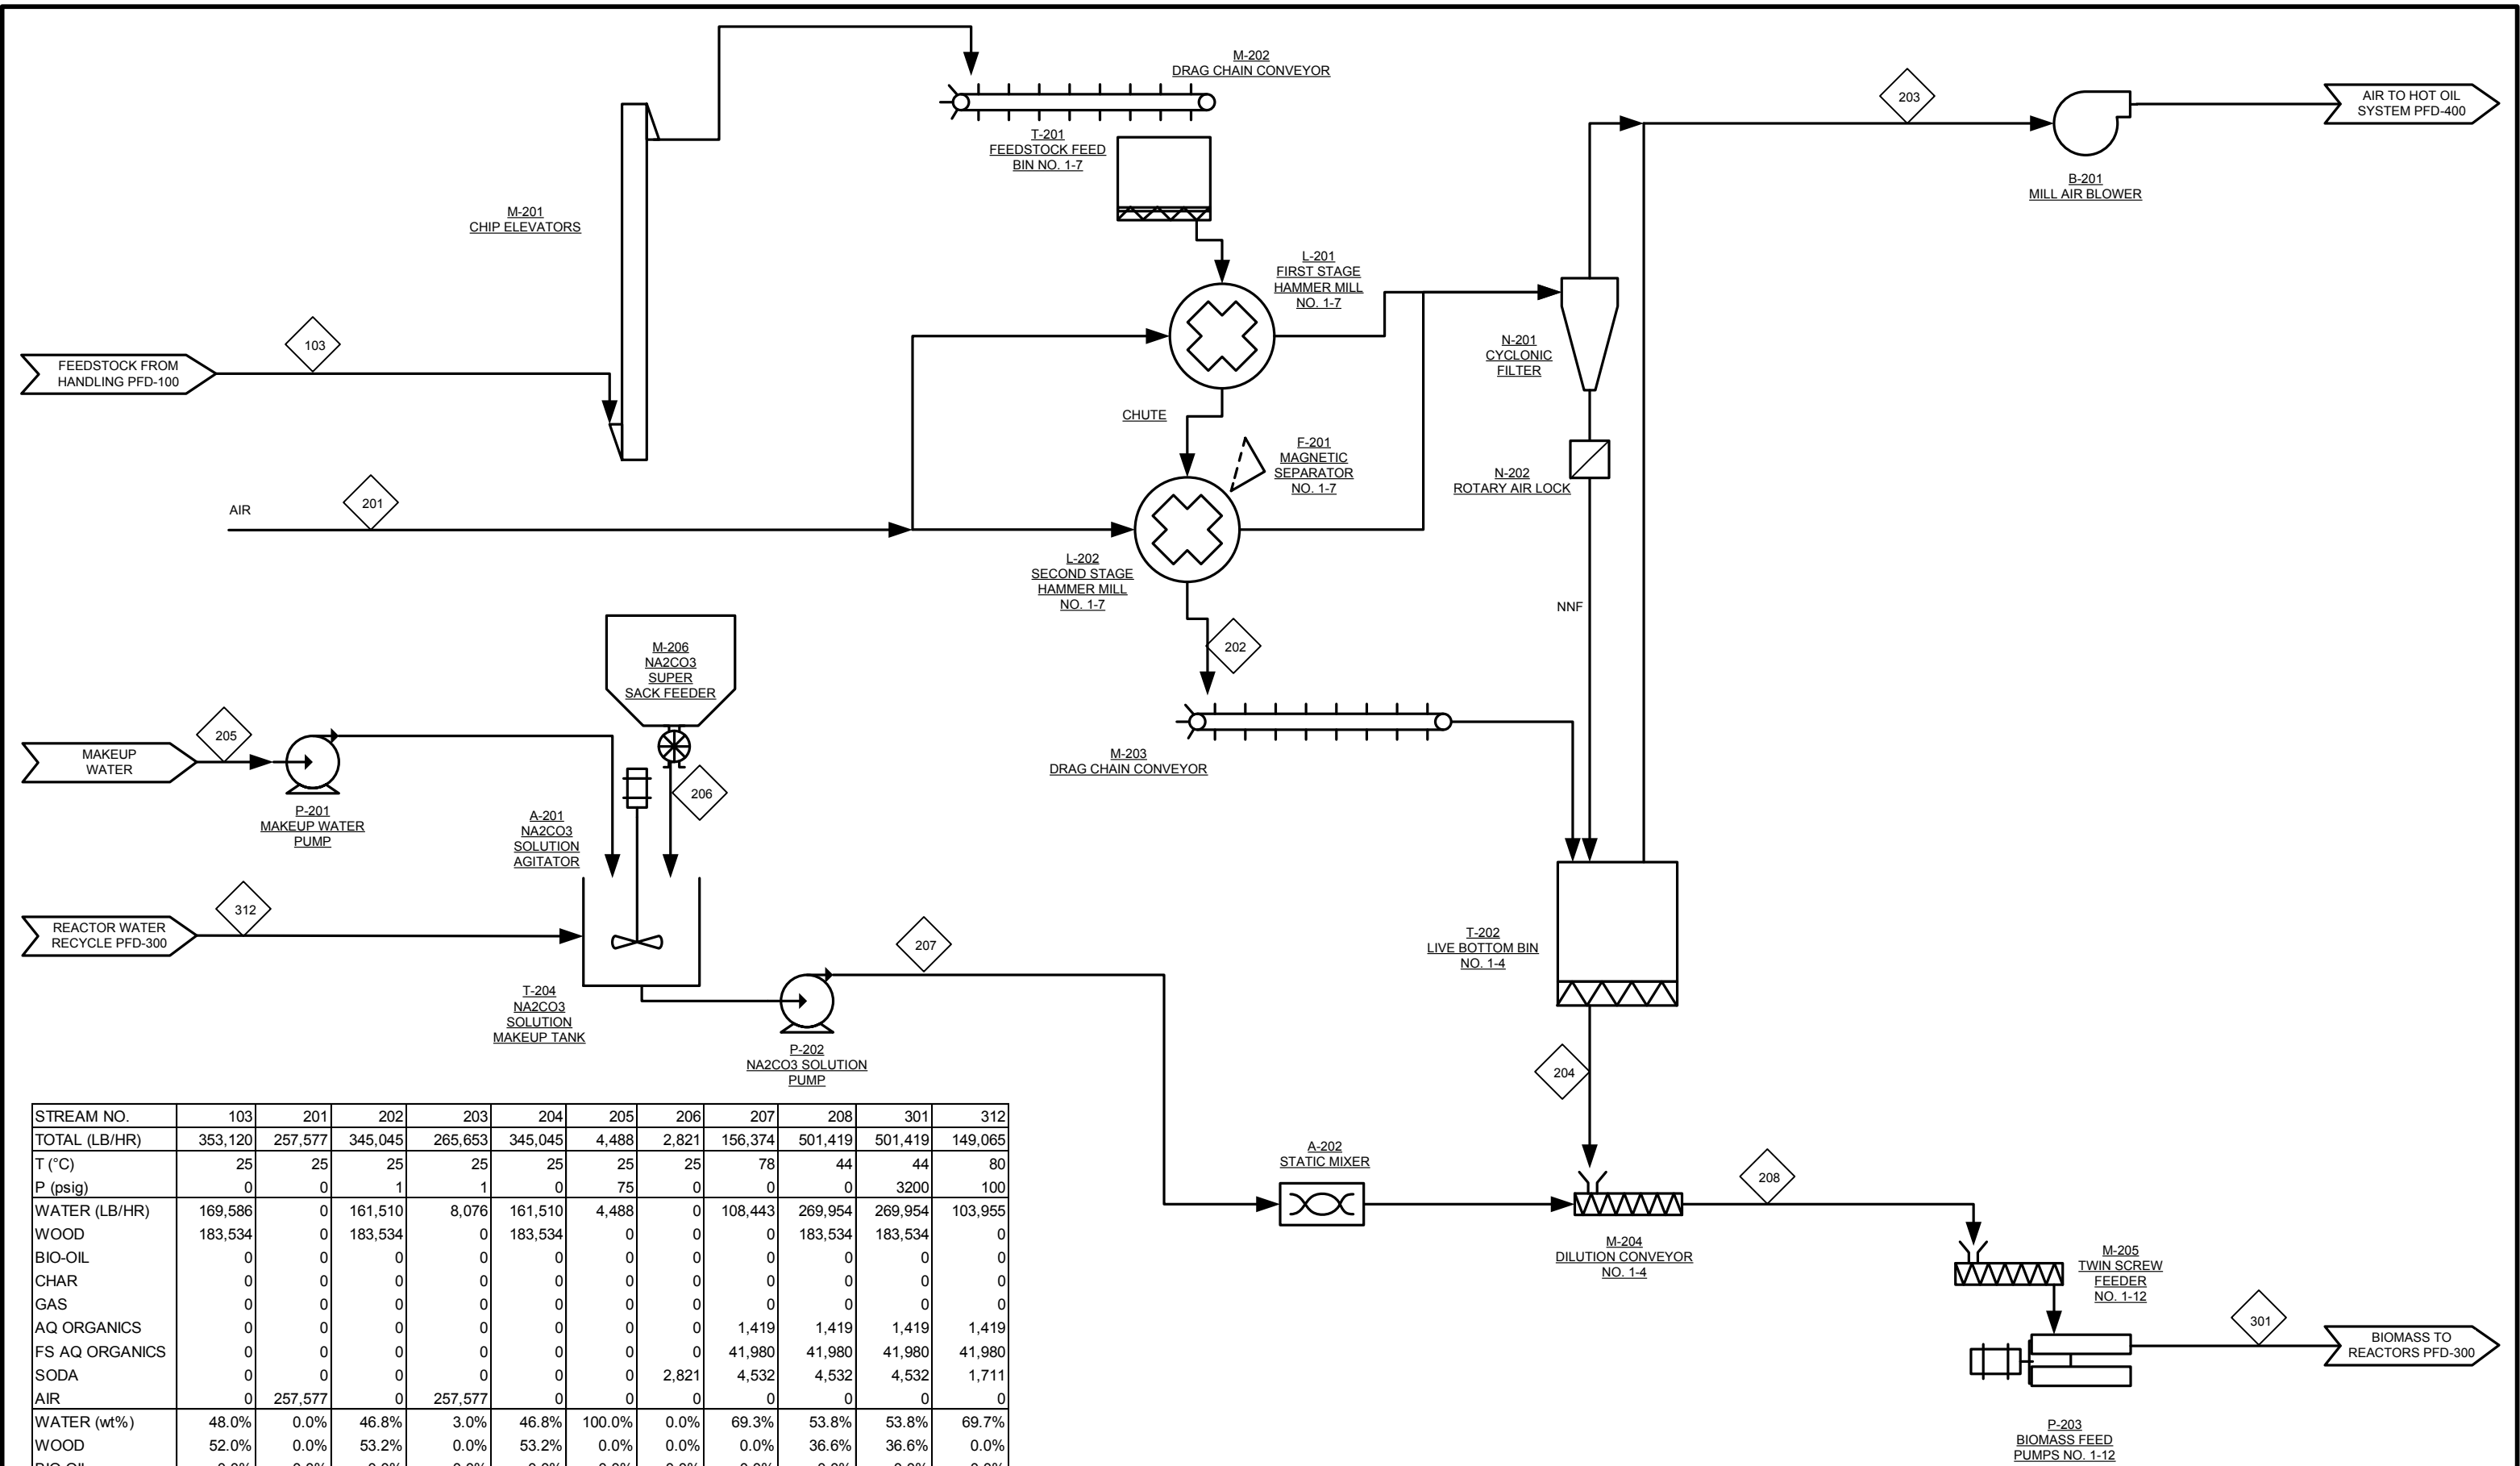 M-202
DRAG CHAIN CONVEYOR
203
AIR TO HOT OIL
SYSTEM PFD-400
T-201
FEEDSTOCK FEED
BIN NO. 1-7
B-201
MILL AIR BLOWER
M-201
CHIP ELEVATORS
L-201
FIRST STAGE
HAMMER MILL
NO. 1-7
103
FEEDSTOCK FROM
HANDLING PFD-100
N-201
CYCLONIC
FILTER
CHUTE
F-201
MAGNETIC
SEPARATOR
NO. 1-7
N-202
ROTARY AIR LOCK
AIR
201
L-202
SECOND STAGE
HAMMER MILL
NO. 1-7
NNF
202
M-206
NA2CO3
SUPER
SACK FEEDER
205
MAKEUP
WATER
P-201
MAKEUP WATER
PUMP
206
M-203
DRAG CHAIN CONVEYOR
A-201
NA2CO3
SOLUTION
AGITATOR
312
REACTOR WATER
RECYCLE PFD-300
207
T-202
LIVE BOTTOM BIN
NO. 1-4
T-204
NA2CO3
SOLUTION
MAKEUP TANK
P-202
NA2CO3 SOLUTION
PUMP
204
A-202
STATIC MIXER
208
M-204
DILUTION CONVEYOR
NO. 1-4
M-205
TWIN SCREW
FEEDER
NO. 1-12
301
BIOMASS TO
REACTORS PFD-300
P-203
BIOMASS FEED
PUMPS NO. 1-12
STREAM NO. 103 201 202 203 204 205 206 207 208 301 312
TOTAL (LB/HR) 353,120 257,577 345,045 265,653 345,045 4,488 2,821 156,374 501,419 501,419 149,065
T (°C) 25 25 25 25 25 25 25 78 44 44 80
P (psig) 0 0 1 1 0 75 0 0 0 3200 100
WATER (LB/HR) 169,586 0 161,510 8,076 161,510 4,488 0 108,443 269,954 269,954 103,955
WOOD 183,534 0 183,534 0 183,534 0 0 0 183,534 183,534 0
BIO-OIL 0 0 0 0 0 0 0 0 0 0 0
CHAR 0 0 0 0 0 0 0 0 0 0 0
GAS 0 0 0 0 0 0 0 0 0 0 0
AQ ORGANICS 0 0 0 0 0 0 0 1,419 1,419 1,419 1,419
FS AQ ORGANICS 0 0 0 0 0 0 0 41,980 41,980 41,980 41,980
SODA 0 0 0 0 0 0 2,821 4,532 4,532 4,532 1,711
AIR 0 257,577 0 257,577 0 0 0 0 0 0 0
WATER (wt%) 48.0% 0.0% 46.8% 3.0% 46.8% 100.0% 0.0% 69.3% 53.8% 53.8% 69.7%
WOOD 52.0% 0.0% 53.2% 0.0% 53.2% 0.0% 0.0% 0.0% 36.6% 36.6% 0.0%